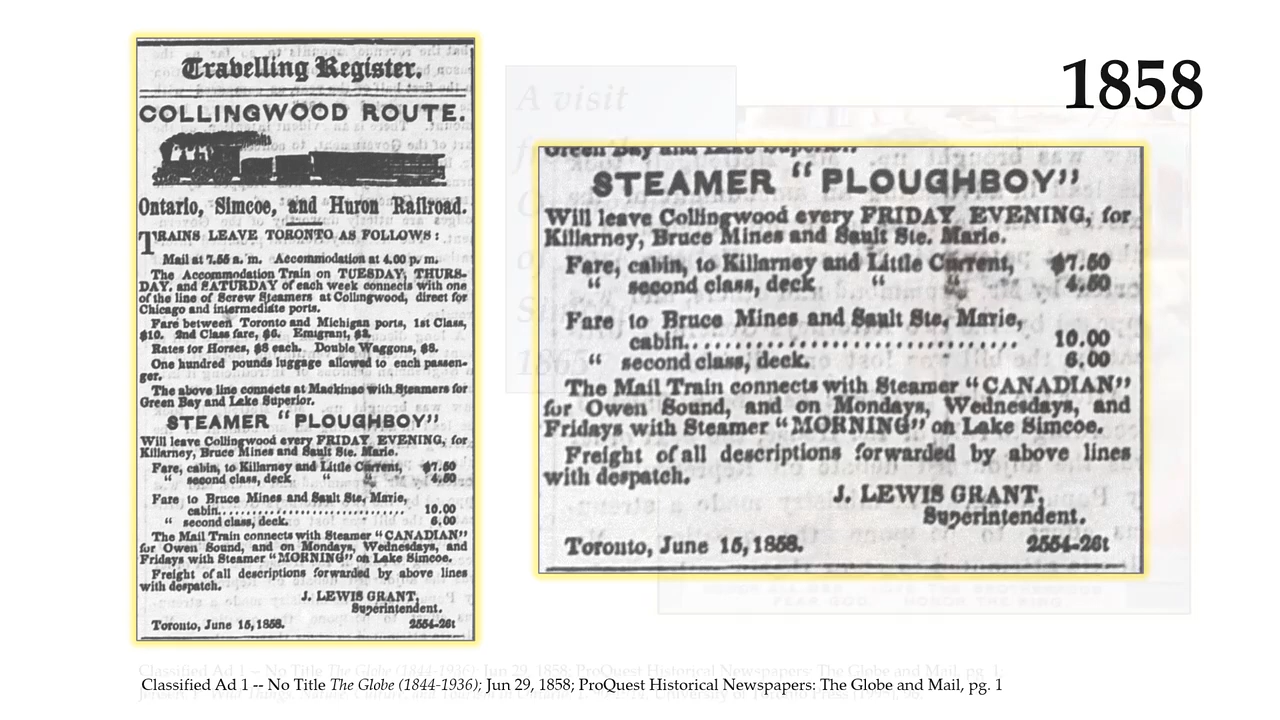 1858
Travelling Register.
COLLINGWOOD ROUTE.
Ontario, Simcoe, and Huron Railroad.
TRAINS LEAVE TORONTO AS FOLLOWS:
Mail at 7.55 a. m. Accommodation at 4.00 p. m.
The Accommodation Train on TUESDAY, THURS-
DAY, and SATURDAY of each week connects with one
of the line of Screw Steamers at Collingwood, direct for
Chicago and intermediate ports.
Fare between Toronto and Michigan ports, 1st Class,
$10. 2nd Class fare, $6. Emigrant, $3.
Rates for Horses, $8 each. Double Waggons, $8.
One hundred pounds luggage allowed to each passen-
ger.
The above line connects at Mackinac with Steamers for
Green Bay and Lake Superior.
STEAMER "PLOUGHBOY"
Will leave Collingwood every FRIDAY EVENING, for
Killarney, Bruce Mines and Sault Ste. Marie.
Fare, cabin, to Killarney and Little Current, $7.50
" second class, deck " " 4.50
Fare to Bruce Mines and Sault Ste. Marie,
cabin................................ 10.00
" second class, deck. 6.00
The Mail Train connects with Steamer "CANADIAN"
for Owen Sound, and on Mondays, Wednesdays, and
Fridays with Steamer "MORNING" on Lake Simcoe.
Freight of all descriptions forwarded by above lines
with despatch.
J. LEWIS GRANT,
Superintendent.
Toronto, June 15, 1858. 2554-26t
Green Bay and Lake Superior.
STEAMER "PLOUGHBOY"
Will leave Collingwood every FRIDAY EVENING, for
Killarney, Bruce Mines and Sault Ste. Marie.
Fare, cabin, to Killarney and Little Current, $7.50
" second class, deck " " 4.50
Fare to Bruce Mines and Sault Ste. Marie,
cabin................................ 10.00
" second class, deck. 6.00
The Mail Train connects with Steamer "CANADIAN"
for Owen Sound, and on Mondays, Wednesdays, and
Fridays with Steamer "MORNING" on Lake Simcoe.
Freight of all descriptions forwarded by above lines
with despatch.
J. LEWIS GRANT,
Superintendent.
Toronto, June 15, 1858. 2554-26t
A visit
1865
Classified Ad 1 -- No Title The Globe (1844-1936); Jun 29, 1858; ProQuest Historical Newspapers: The Globe and Mail, pg. 1